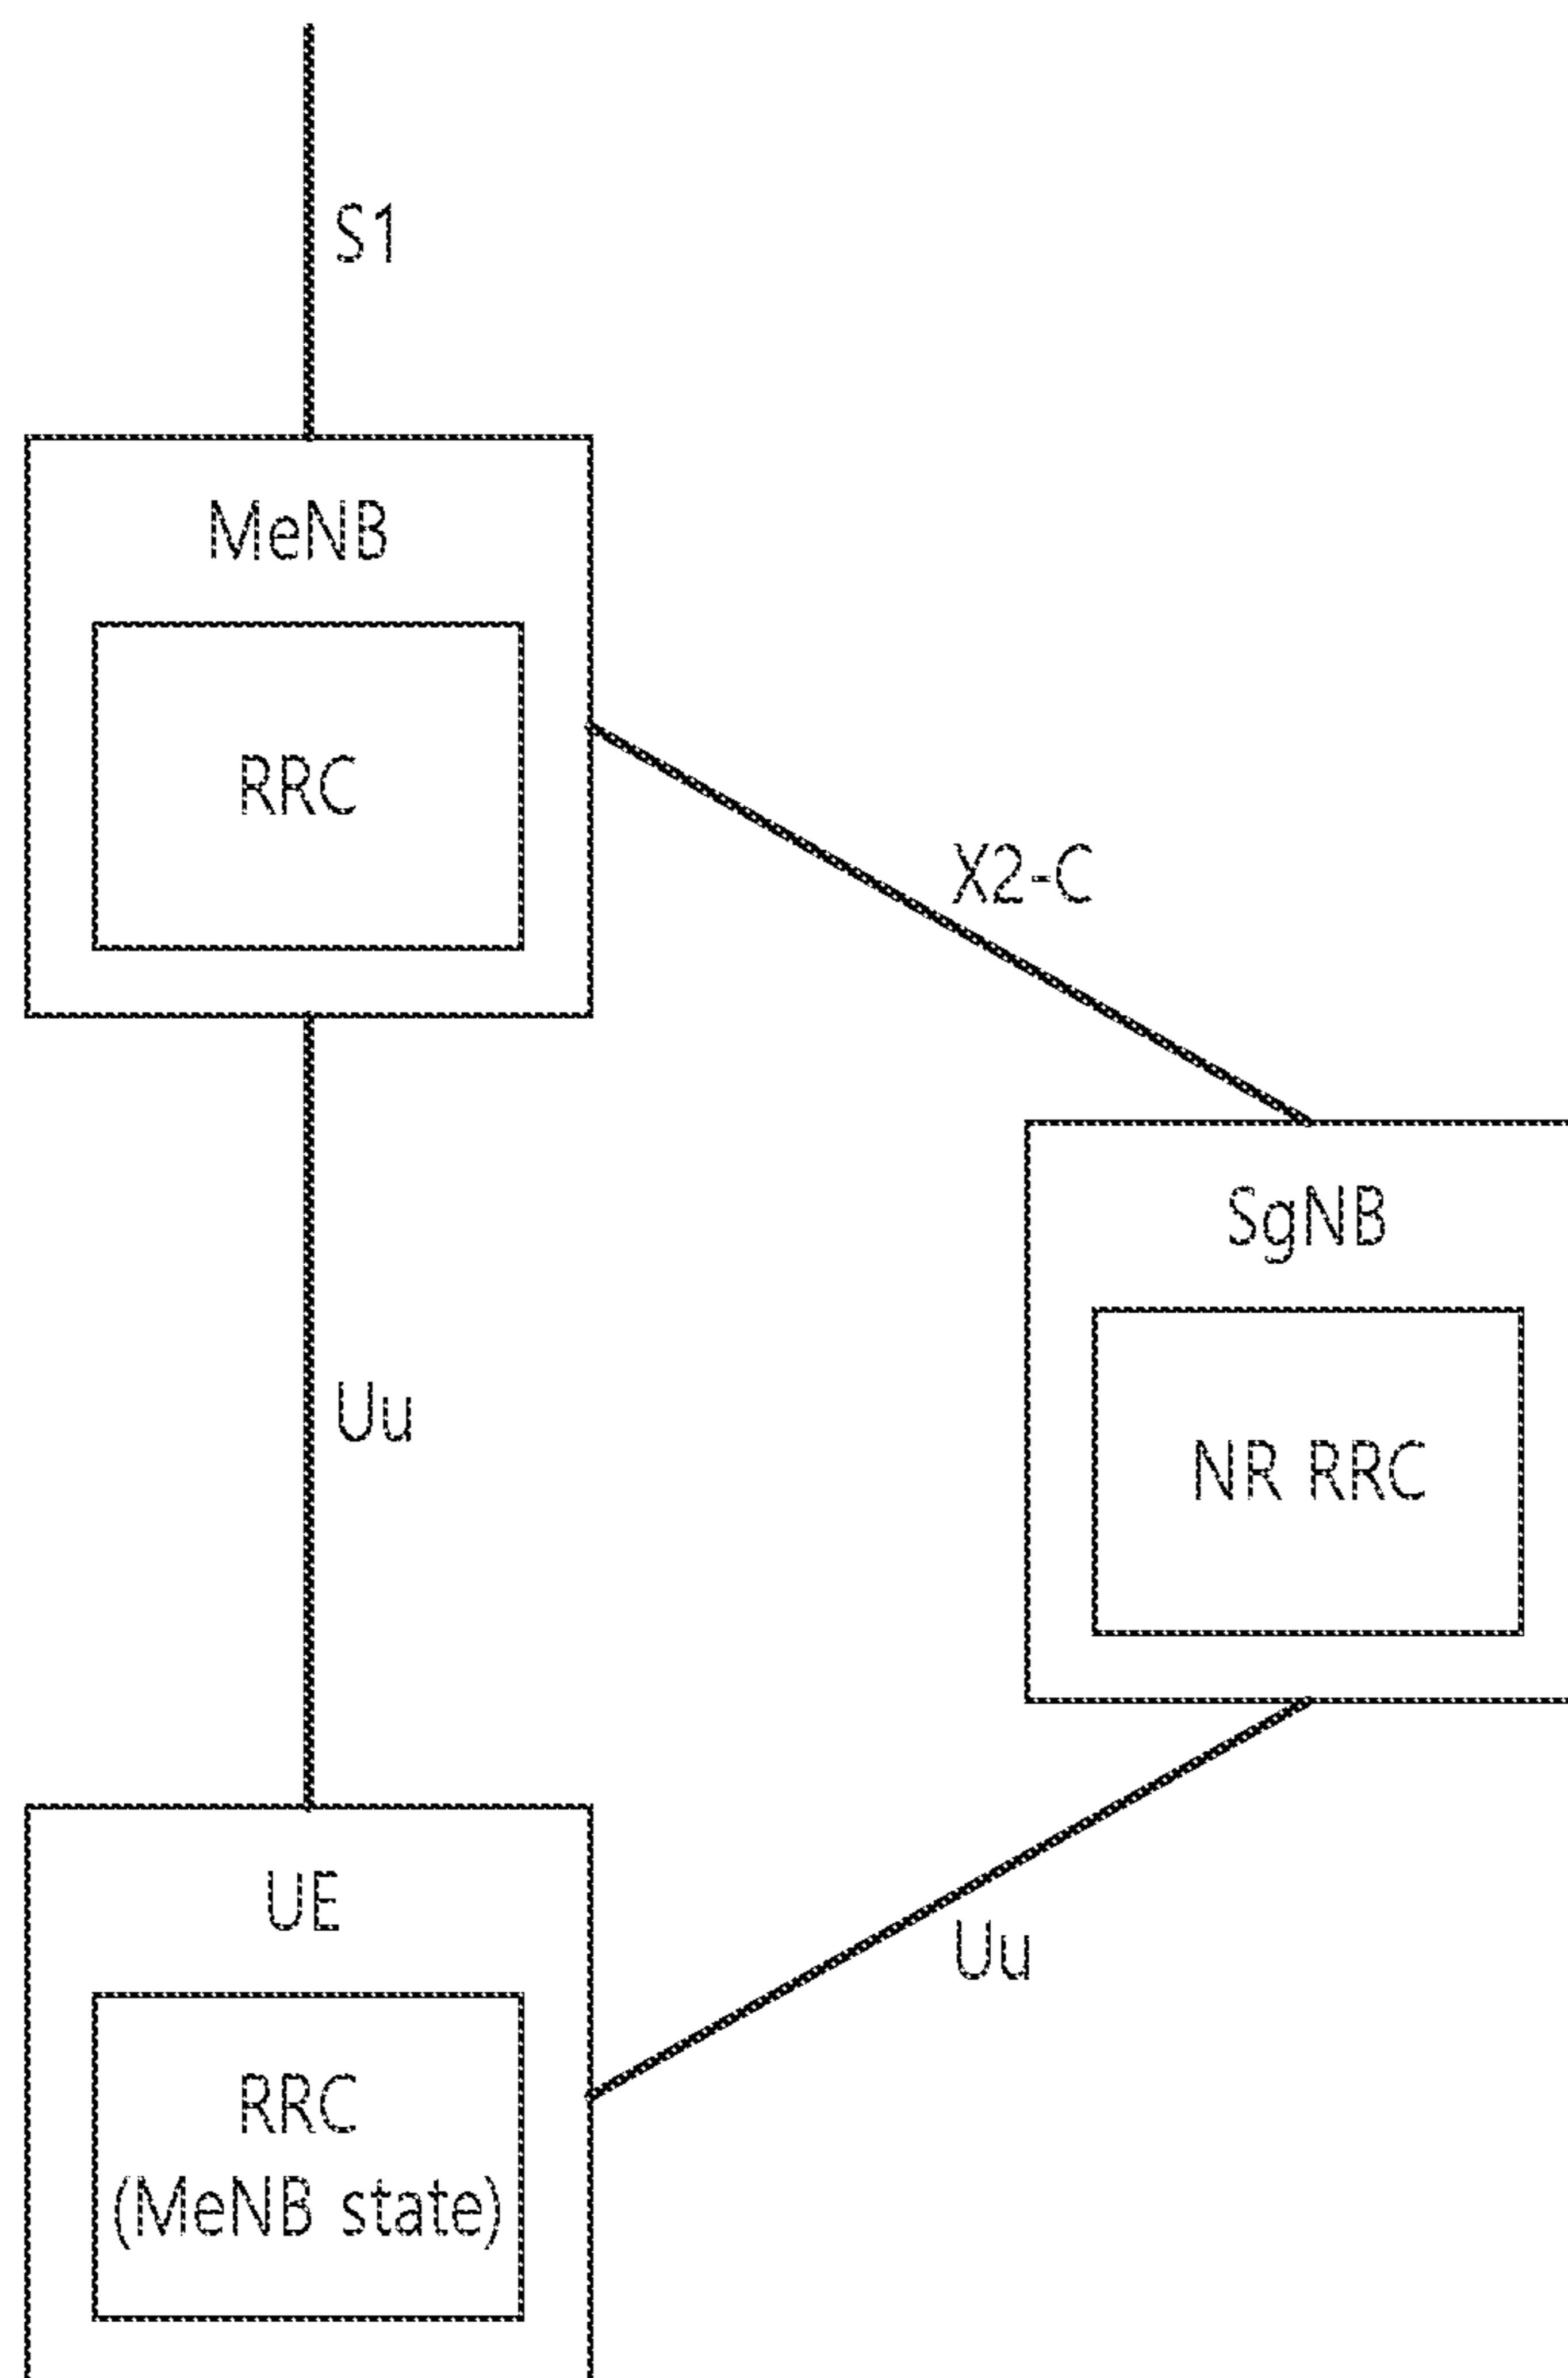 S1
MeNB
RRC
X2-C
SgNB
NR RRC
Uu
UE
Uu
RRC
(MeNB state)